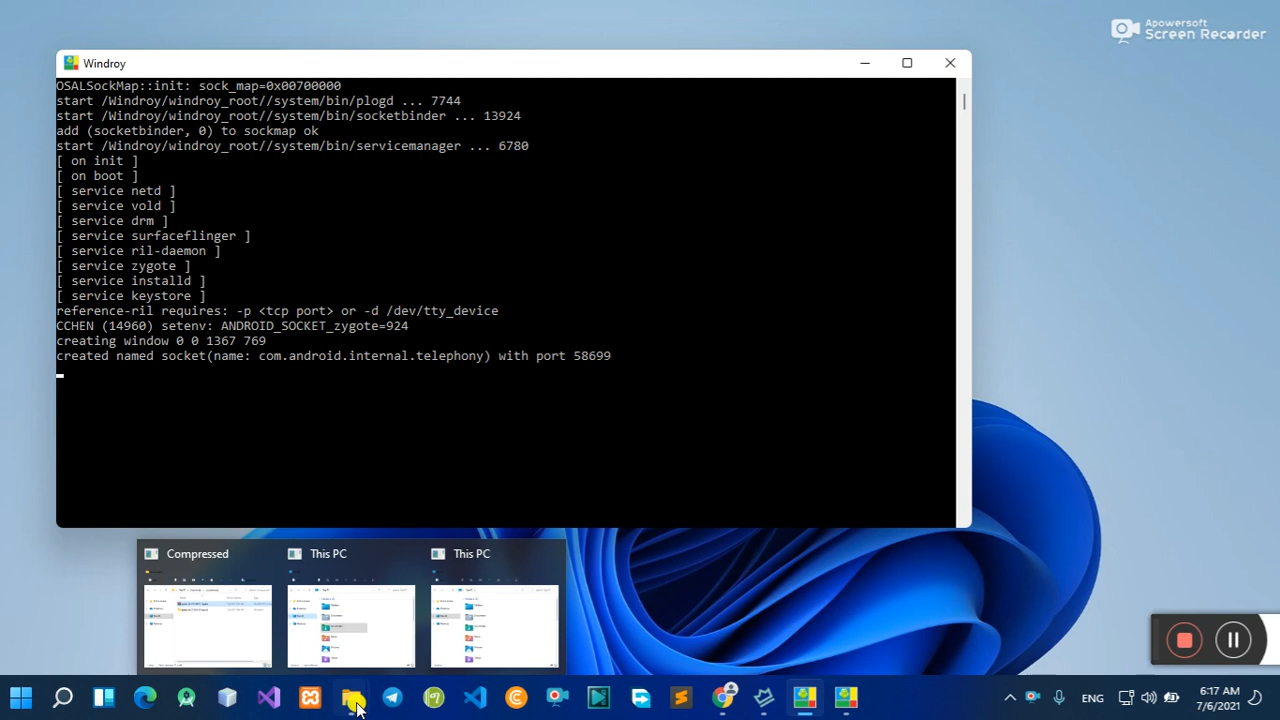 Apowersoft
Screen Recorder
Windroy
OSALSockMap::init: sock_map=0x00700000
start /Windroy/windroy_root//system/bin/plogd ... 7744
start /Windroy/windroy_root//system/bin/socketbinder ... 13924
add (socketbinder, 0) to sockmap ok
start /Windroy/windroy_root//system/bin/servicemanager ... 6780
[ on init ]
[ on boot ]
[ service netd ]
[ service vold ]
[ service drm ]
[ service surfaceflinger ]
[ service ril-daemon ]
[ service zygote ]
[ service installd ]
[ service keystore ]
reference-ril requires: -p <tcp port> or -d /dev/tty_device
CCHEN (14960) setenv: ANDROID_SOCKET_zygote=924
creating window 0 0 1367 769
created named socket(name: com.android.internal.telephony) with port 58699
Compressed
This PC
This PC
ENG
6:17 AM
7/6/2021